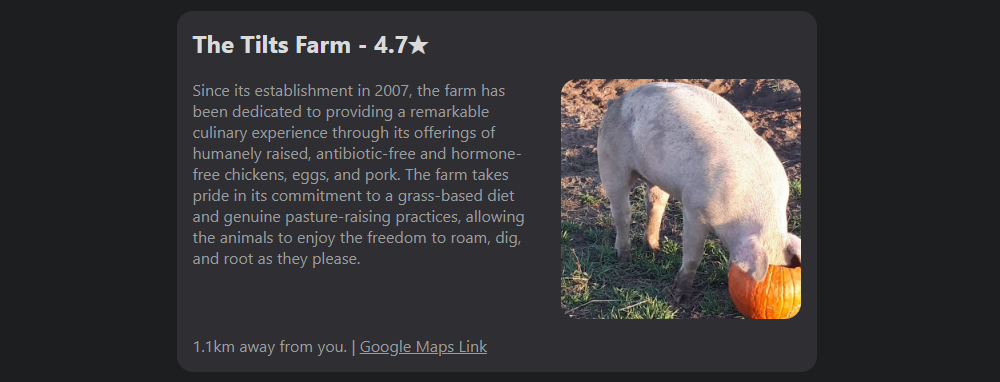 The Tilts Farm - 4.7★
Since its establishment in 2007, the farm has
been dedicated to providing a remarkable
culinary experience through its offerings of
humanely raised, antibiotic-free and hormone-
free chickens, eggs, and pork. The farm takes
pride in its commitment to a grass-based diet
and genuine pasture-raising practices, allowing
the animals to enjoy the freedom to roam, dig,
and root as they please.
1.1km away from you. | Google Maps Link